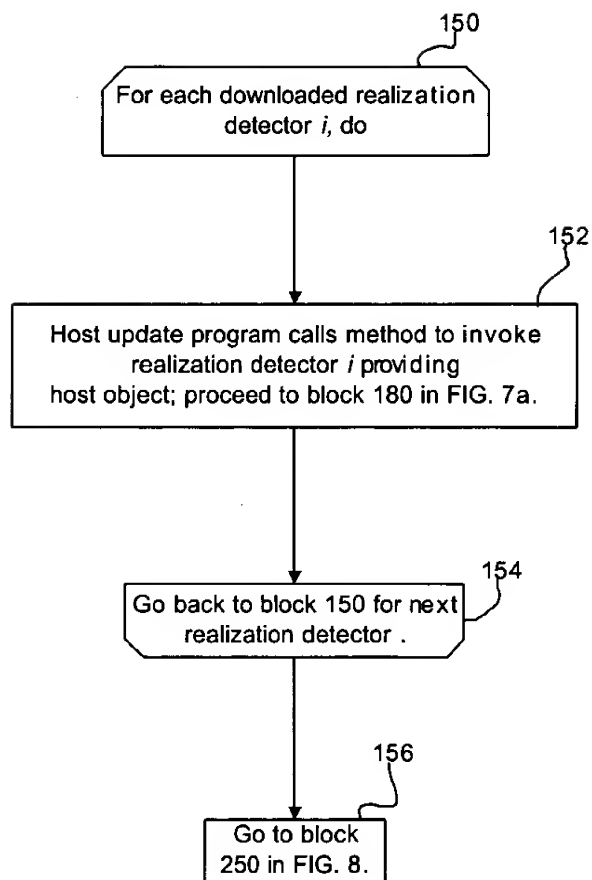 150
For each downloaded realization
detector i, do
152
Host update program calls method to invoke
realization detector i providing
host object; proceed to block 180 in FIG. 7a.
154
Go back to block 150 for next
realization detector .
156
Go to block
250 in FIG. 8.